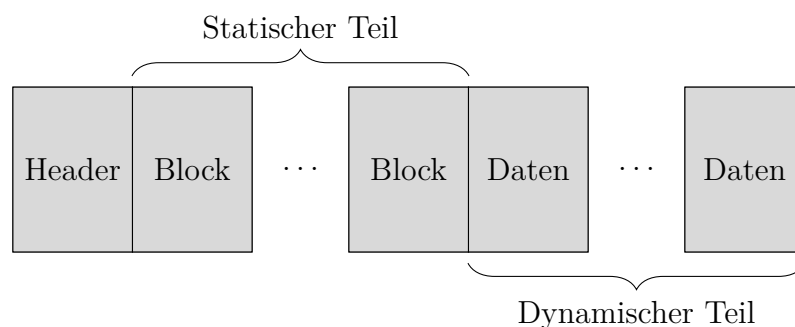 Statischer Teil
Header Block ··· Block Daten ··· Daten
Dynamischer Teil